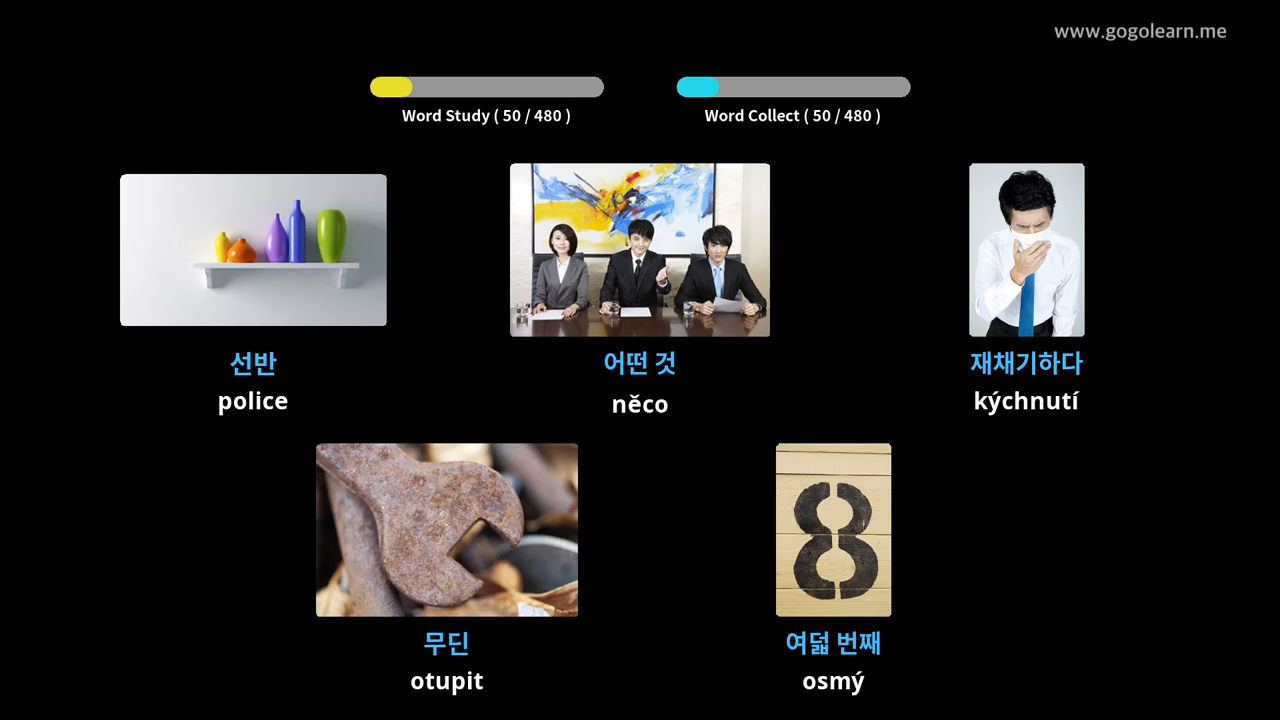 www.gogolearn.me
Word Study ( 50 / 480 )
Word Collect ( 50 / 480 )
선반
police
어떤 것
něco
재채기하다
kýchnutí
무딘
otupit
여덟 번째
osmý
8